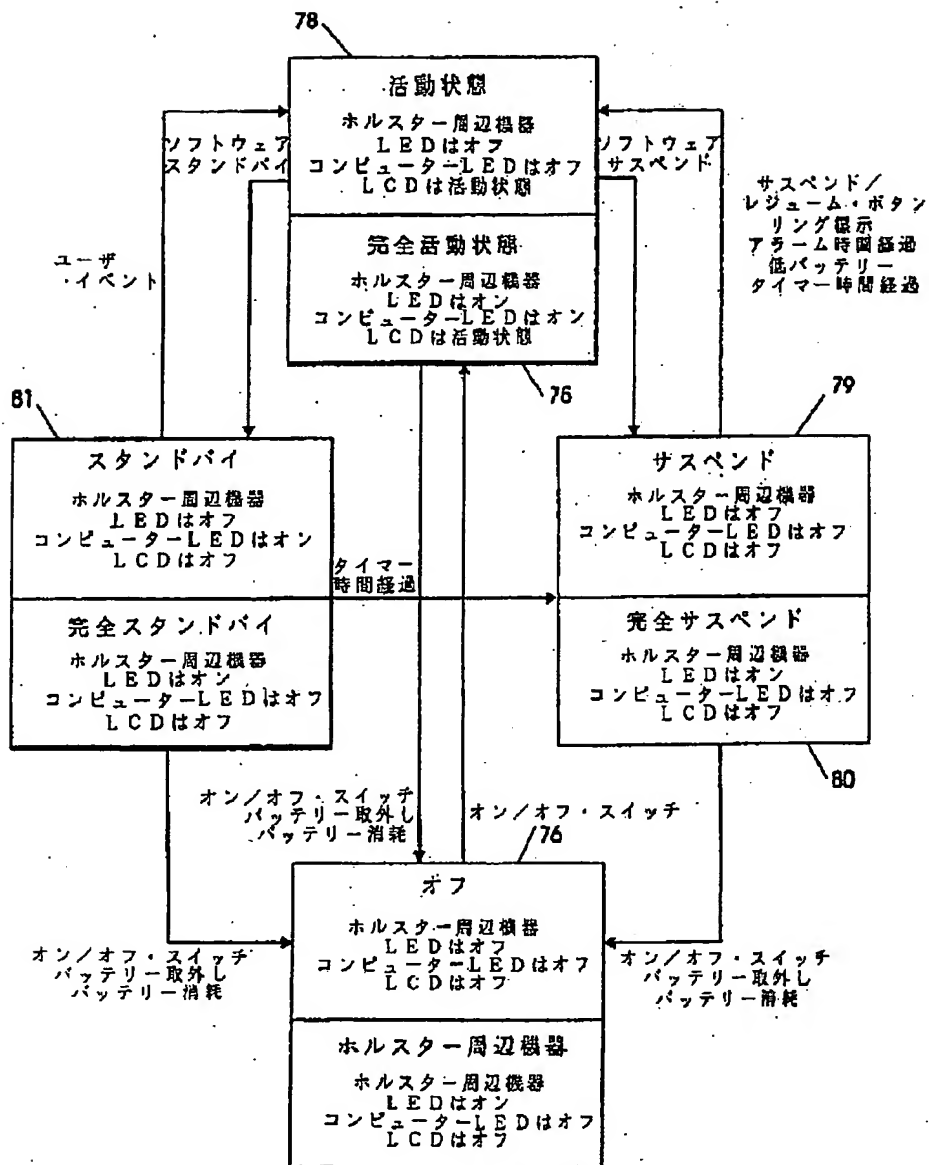 78
活動状態
ホルスター周辺機器
LEDはオフ
コンピューターLEDはオフ
LCDは活動状態
ソフトウェア
スタンドバイ
ソフトウェア
サスペンド
サスペンド/
レジューム・ボタン
リング標示
アラーム時間経過
低バッテリー
タイマー時間経過
ユーザ
・イベント
完全活動状態
ホルスター周辺機器
LEDはオン
コンピューターLEDはオン
LCDは活動状態
78
81
スタンドバイ
ホルスター周辺機器
LEDはオフ
コンピューターLEDはオン
LCDはオフ
完全スタンドバイ
ホルスター周辺機器
LEDはオン
コンピューターLEDはオフ
LCDはオフ
タイマー
時間経過
79
サスペンド
ホルスター周辺機器
LEDはオフ
コンピューターLEDはオフ
LCDはオフ
完全サスペンド
ホルスター周辺機器
LEDはオン
コンピューターLEDはオフ
LCDはオフ
80
オン/オフ・スイッチ
バッテリー取外し
バッテリー消耗
オン/オフ・スイッチ
76
オフ
ホルスター周辺機器
LEDはオフ
コンピューターLEDはオフ
LCDはオフ
オン/オフ・スイッチ
バッテリー取外し
バッテリー消耗
オン/オフ・スイッチ
バッテリー取外し
バッテリー消耗
ホルスター周辺機器
ホルスター周辺機器
LEDはオン
コンピューターLEDはオフ
LCDはオフ